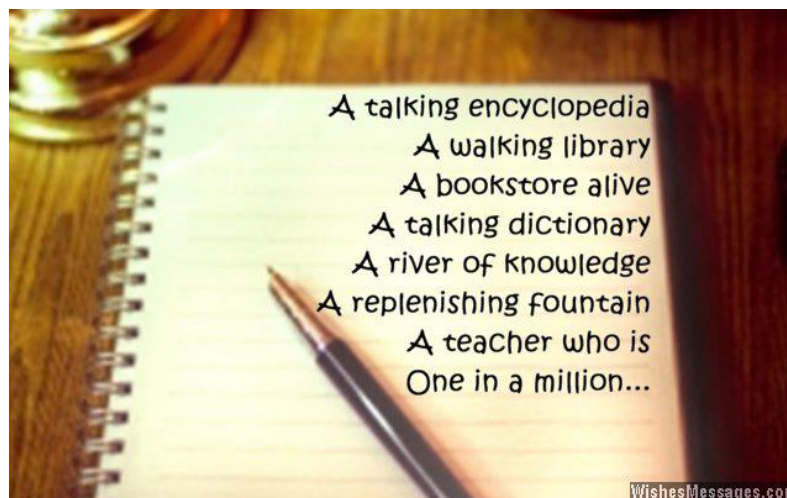 A talking encyclopedia
A walking library
A bookstore alive
A talking dictionary
A river of knowledge
A replenishing fountain
A teacher who is
One in a million...
WishesMessages.com